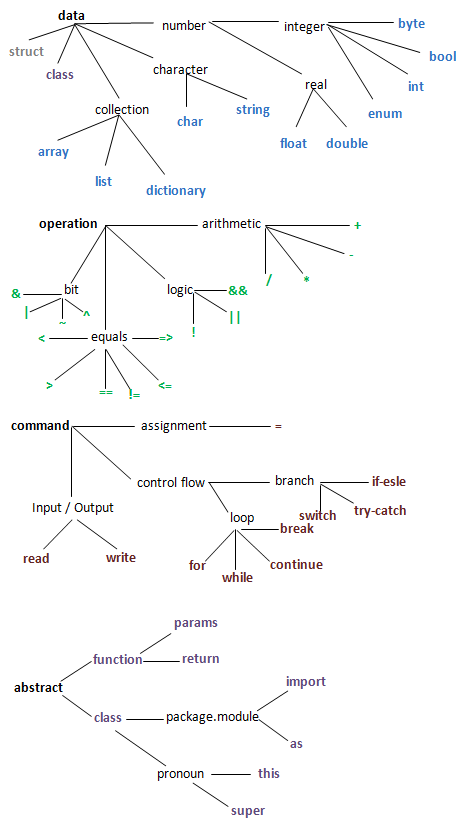 data
number
integer
byte
struct
class
character
real
bool
int
enum
collection
char
string
float
double
array
list
dictionary
operation
arithmetic
+
-
/
*
bit
logic
&
|
~
^
&&
||
!
equals
<
=>
>
==
!=
<=
command
assignment
=
control flow
branch
if-esle
switch
try-catch
Input / Output
read
write
loop
break
for
while
continue
abstract
function
params
return
class
package.module
import
as
pronoun
this
super